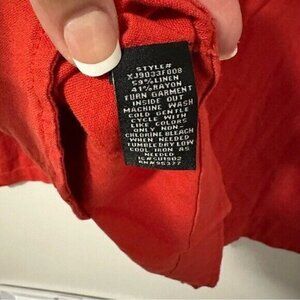 STYLE#
XJ9033F008
59%LINEN
41%RAYON
TURN GARMENT
INSIDE OUT
MACHINE WASH
COLD GENTLE
CYCLE WITH
LIKE COLORS
ONLY NON-
CHLORINE BLEACH
WHEN NEEDED
TUMBLE DRY LOW
COOL IRON AS
NEEDED
RN#95377